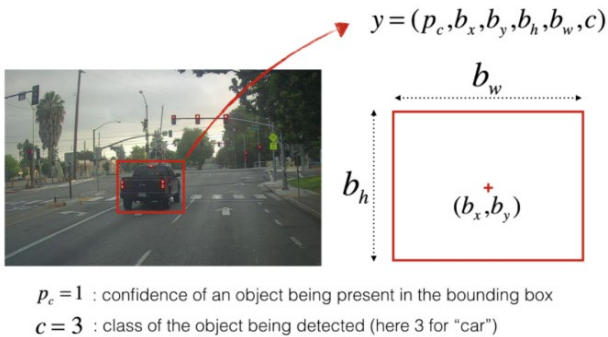 y = (p_c, b_x, b_y, b_h, b_w, c)
b_w
b_h
(b_x, b_y)
p_c = 1 : confidence of an object being present in the bounding box
c = 3 : class of the object being detected (here 3 for “car”)